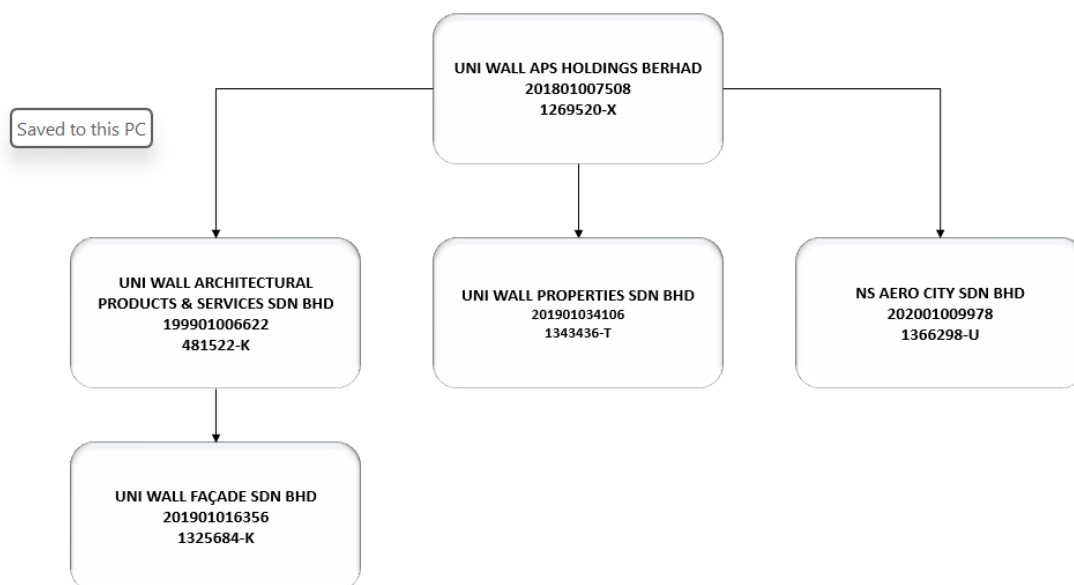 UNI WALL APS HOLDINGS BERHAD
201801007508
1269520-X
Saved to this PC
UNI WALL ARCHITECTURAL
PRODUCTS & SERVICES SDN BHD
199901006622
481522-K
UNI WALL PROPERTIES SDN BHD
201901034106
1343436-T
NS AERO CITY SDN BHD
202001009978
1366298-U
UNI WALL FAÇADE SDN BHD
201901016356
1325684-K